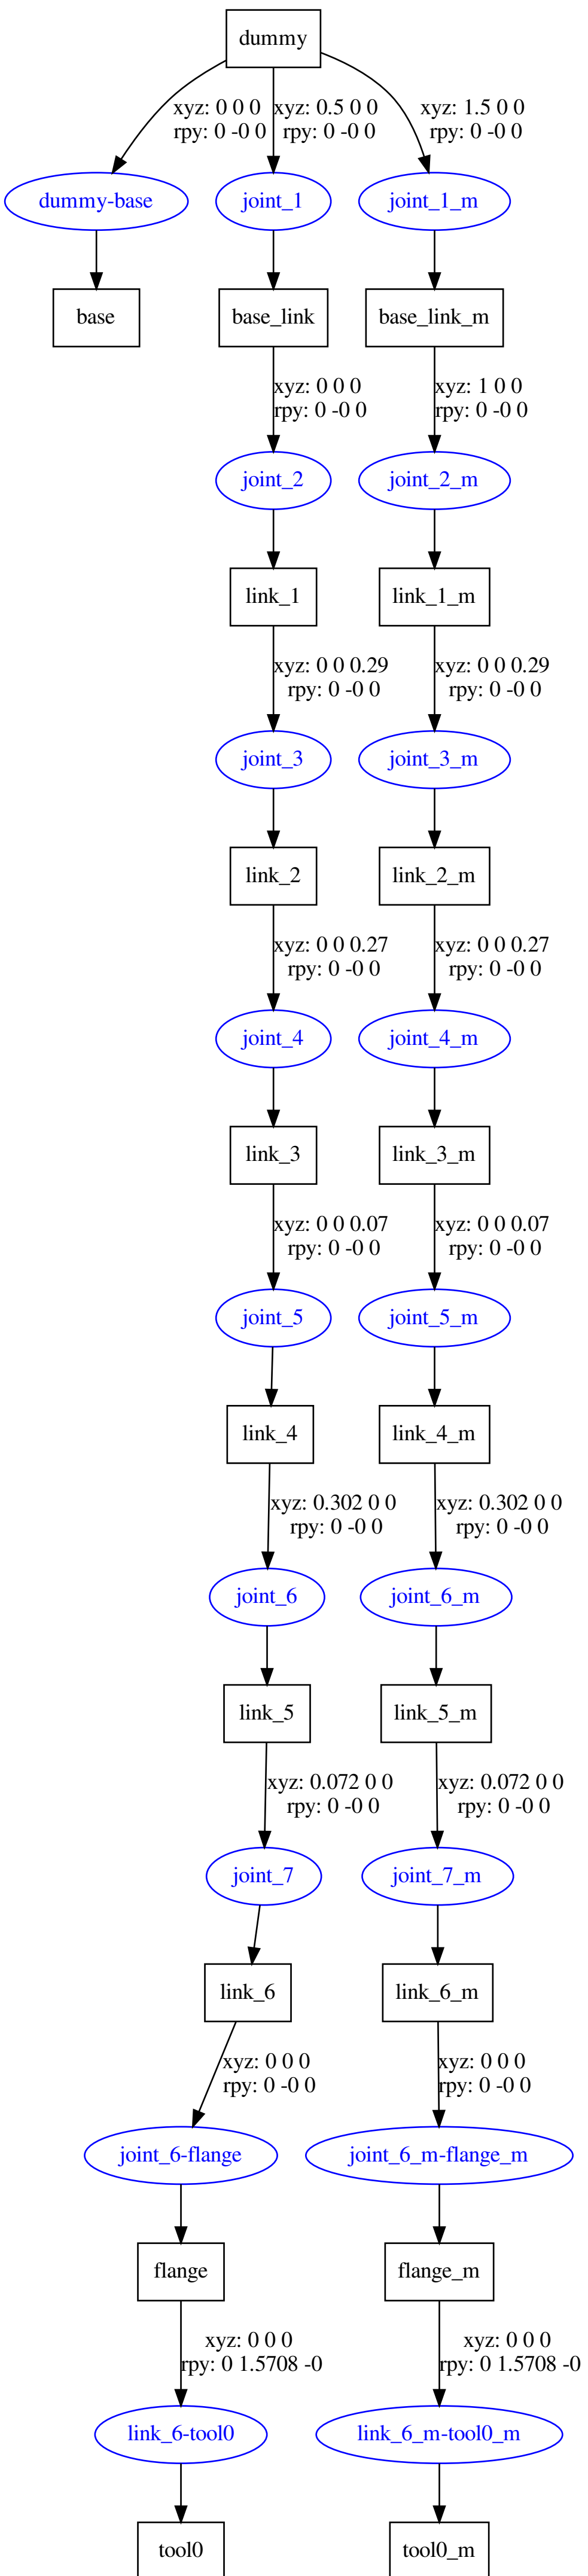 dummy
xyz: 0 0 0
rpy: 0 -0 0
xyz: 0.5 0 0
rpy: 0 -0 0
xyz: 1.5 0 0
rpy: 0 -0 0
dummy-base
joint_1
joint_1_m
base
base_link
base_link_m
xyz: 0 0 0
rpy: 0 -0 0
xyz: 1 0 0
rpy: 0 -0 0
joint_2
joint_2_m
link_1
link_1_m
xyz: 0 0 0.29
rpy: 0 -0 0
xyz: 0 0 0.29
rpy: 0 -0 0
joint_3
joint_3_m
link_2
link_2_m
xyz: 0 0 0.27
rpy: 0 -0 0
xyz: 0 0 0.27
rpy: 0 -0 0
joint_4
joint_4_m
link_3
link_3_m
xyz: 0 0 0.07
rpy: 0 -0 0
xyz: 0 0 0.07
rpy: 0 -0 0
joint_5
joint_5_m
link_4
link_4_m
xyz: 0.302 0 0
rpy: 0 -0 0
xyz: 0.302 0 0
rpy: 0 -0 0
joint_6
joint_6_m
link_5
link_5_m
xyz: 0.072 0 0
rpy: 0 -0 0
xyz: 0.072 0 0
rpy: 0 -0 0
joint_7
joint_7_m
link_6
link_6_m
xyz: 0 0 0
rpy: 0 -0 0
xyz: 0 0 0
rpy: 0 -0 0
joint_6-flange
joint_6_m-flange_m
flange
flange_m
xyz: 0 0 0
rpy: 0 1.5708 -0
xyz: 0 0 0
rpy: 0 1.5708 -0
link_6-tool0
link_6_m-tool0_m
tool0
tool0_m